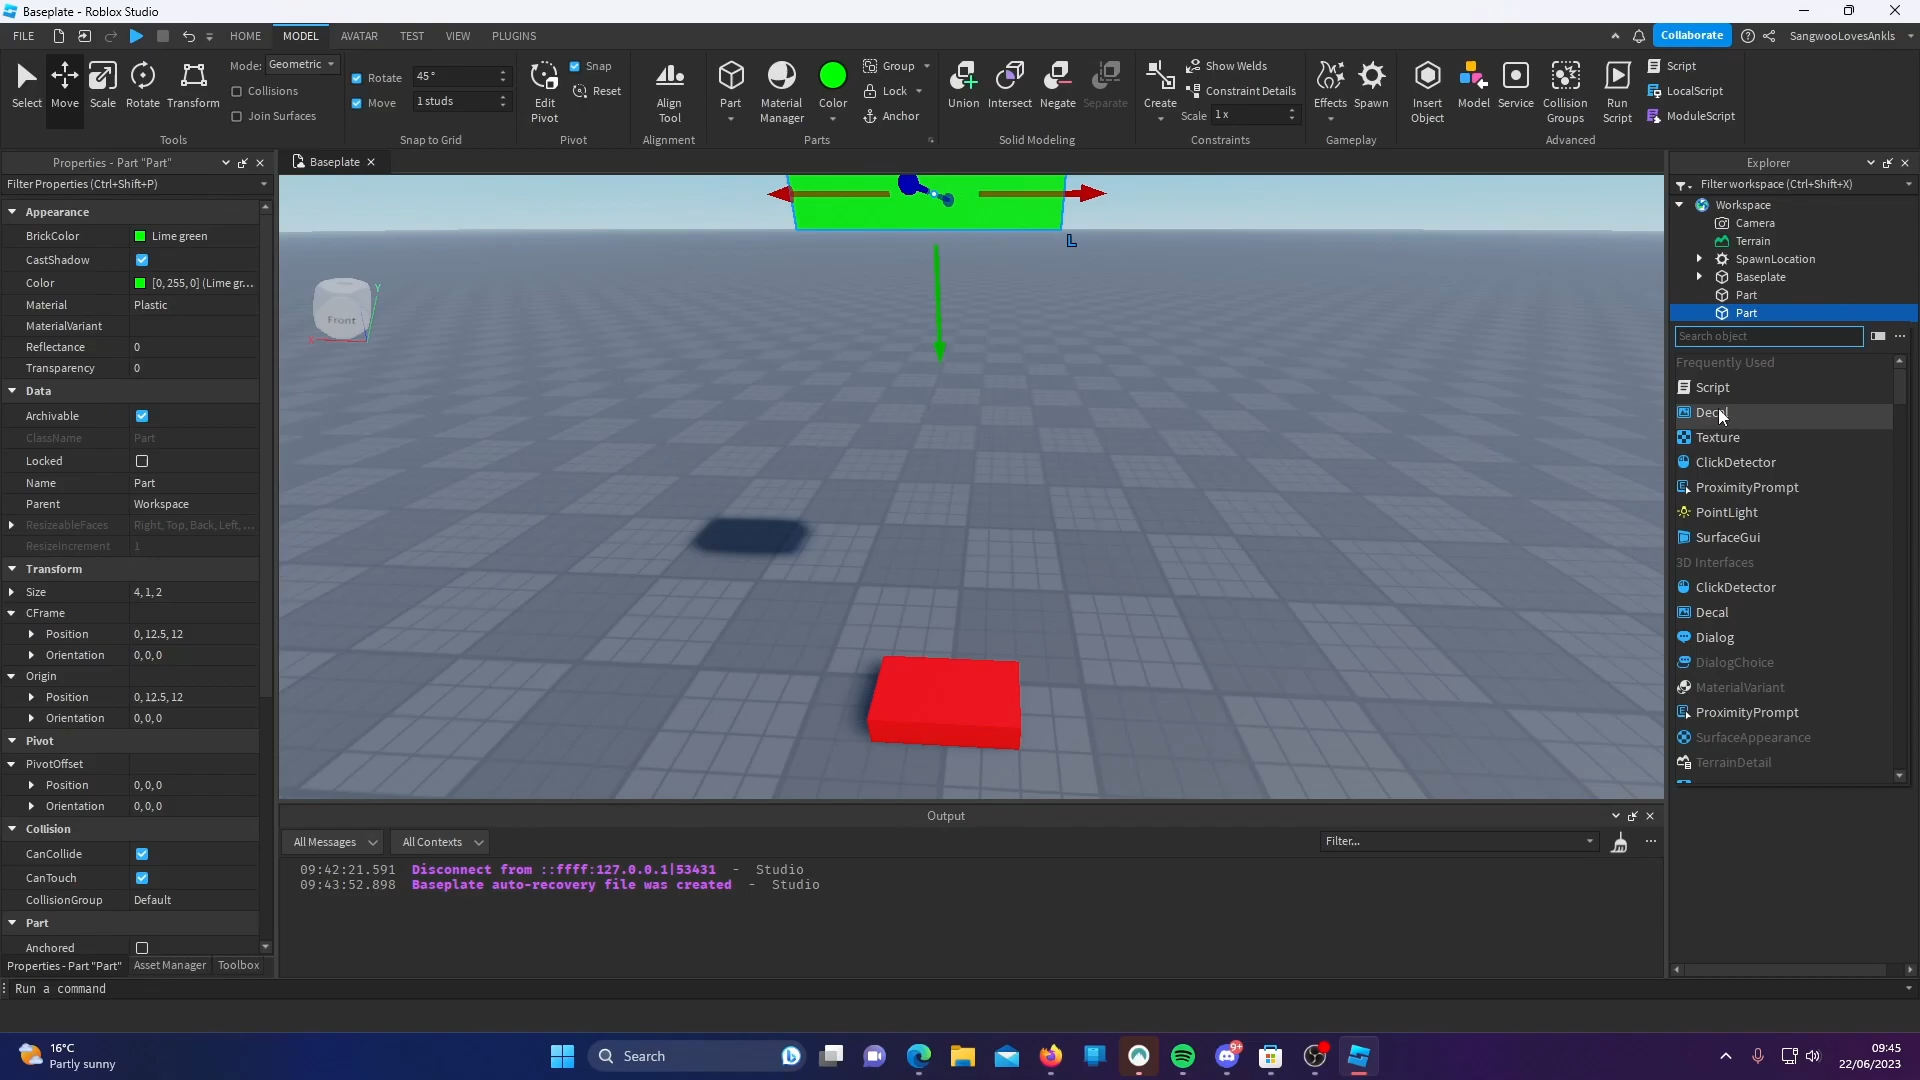 Baseplate - Roblox Studio
FILE HOME MODEL AVATAR TEST VIEW PLUGINS Collaborate SangwooLovesAnkls
Select Move Scale Rotate Transform
Mode: Geometric
Collisions
Join Surfaces
Tools
Rotate 45°
Move 1 studs
Snap to Grid
Edit Pivot
Snap
Reset
Pivot
Align Tool
Alignment
Part
Material Manager
Color
Group
Lock
Anchor
Parts
Union Intersect Negate Separate
Solid Modeling
Create
Show Welds
Constraint Details
Scale 1 x
Constraints
Effects Spawn
Gameplay
Insert Object
Model
Service
Collision Groups
Run Script
Script
LocalScript
ModuleScript
Advanced
Properties - Part "Part"
Filter Properties (Ctrl+Shift+P)
Appearance
BrickColor Lime green
CastShadow
Color [0, 255, 0] (Lime gr...
Material Plastic
MaterialVariant
Reflectance 0
Transparency 0
Data
Archivable
ClassName Part
Locked
Name Part
Parent Workspace
ResizeableFaces Right, Top, Back, Left, ...
ResizeIncrement 1
Transform
Size 4, 1, 2
CFrame
Position 0, 12.5, 12
Orientation 0, 0, 0
Origin
Position 0, 12.5, 12
Orientation 0, 0, 0
Pivot
PivotOffset
Position 0, 0, 0
Orientation 0, 0, 0
Collision
CanCollide
CanTouch
CollisionGroup Default
Part
Anchored
Properties - Part "Part" Asset Manager Toolbox
Run a command
Baseplate
Front
X
Y
L
Output
All Messages All Contexts Filter...
09:42:21.591 Disconnect from ::ffff:127.0.0.1|53431 - Studio
09:43:52.898 Baseplate auto-recovery file was created - Studio
Explorer
Filter workspace (Ctrl+Shift+X)
Workspace
Camera
Terrain
SpawnLocation
Baseplate
Part
Part
Search object
Frequently Used
Script
Decal
Texture
ClickDetector
ProximityPrompt
PointLight
SurfaceGui
3D Interfaces
ClickDetector
Decal
Dialog
DialogChoice
MaterialVariant
ProximityPrompt
SurfaceAppearance
TerrainDetail
16°C
Partly sunny
Search
9+
09:45
22/06/2023